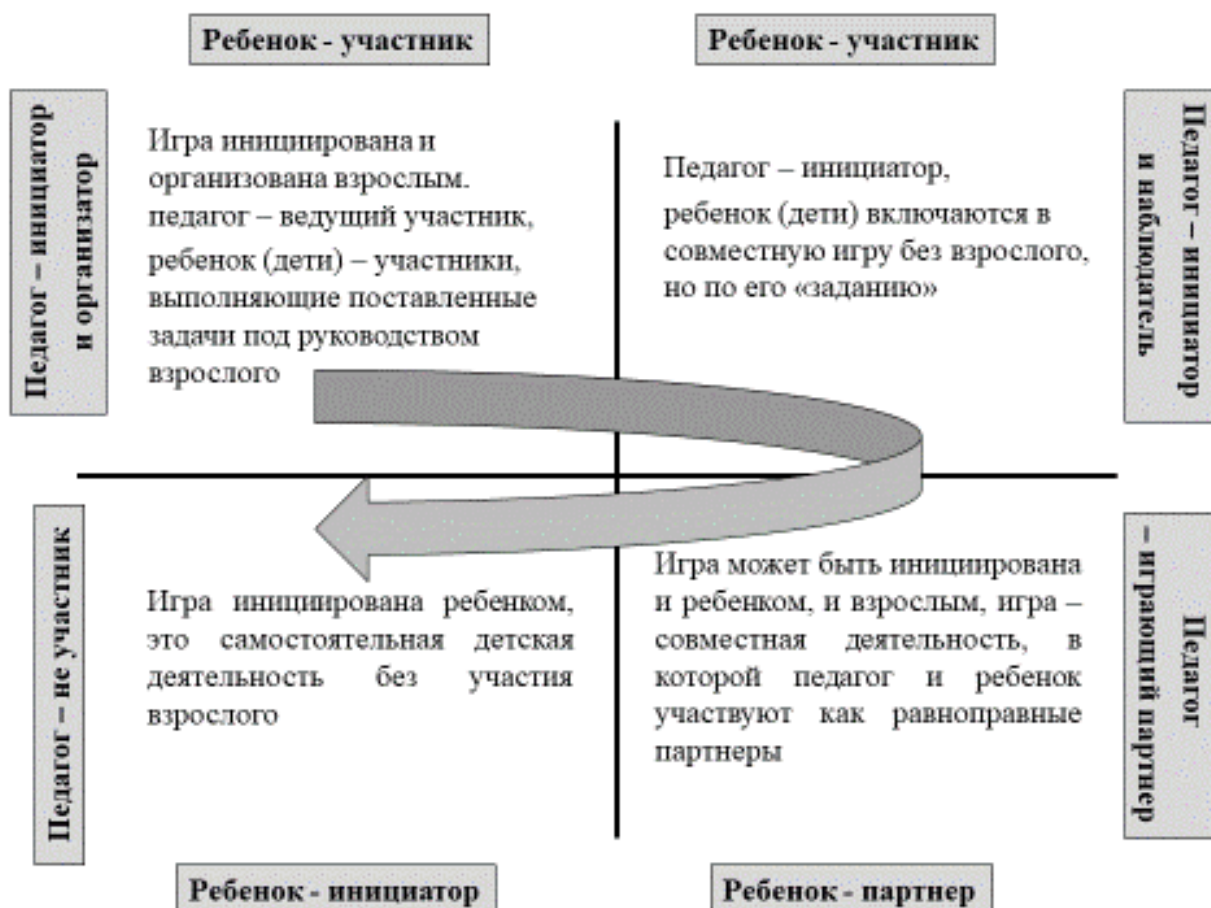 Ребенок - участник
Ребенок - участник
Педагог – инициатор
и организатор
Игра инициирована и
организована взрослым.
педагог – ведущий участник,
ребенок (дети) – участники,
выполняющие поставленные
задачи под руководством
взрослого
Педагог – инициатор,
ребенок (дети) включаются в
совместную игру без взрослого,
но по его «заданию»
Педагог – инициатор
и наблюдатель
Педагог – не участник
Игра инициирована ребенком,
это самостоятельная детская
деятельность без участия
взрослого
Игра может быть инициирована
и ребенком, и взрослым, игра –
совместная деятельность, в
которой педагог и ребенок
участвуют как равноправные
партнеры
Педагог
– играющий партнер
Ребенок - инициатор
Ребенок - партнер